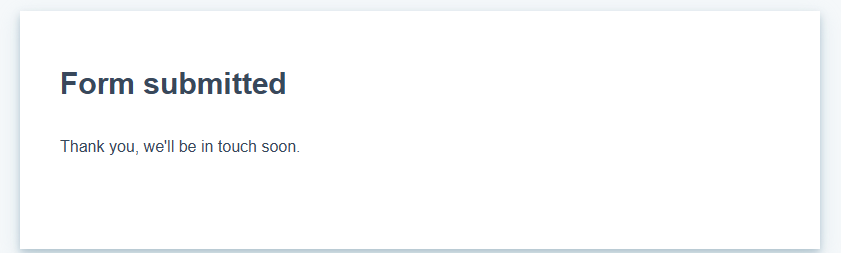 Form submitted
Thank you, we'll be in touch soon.